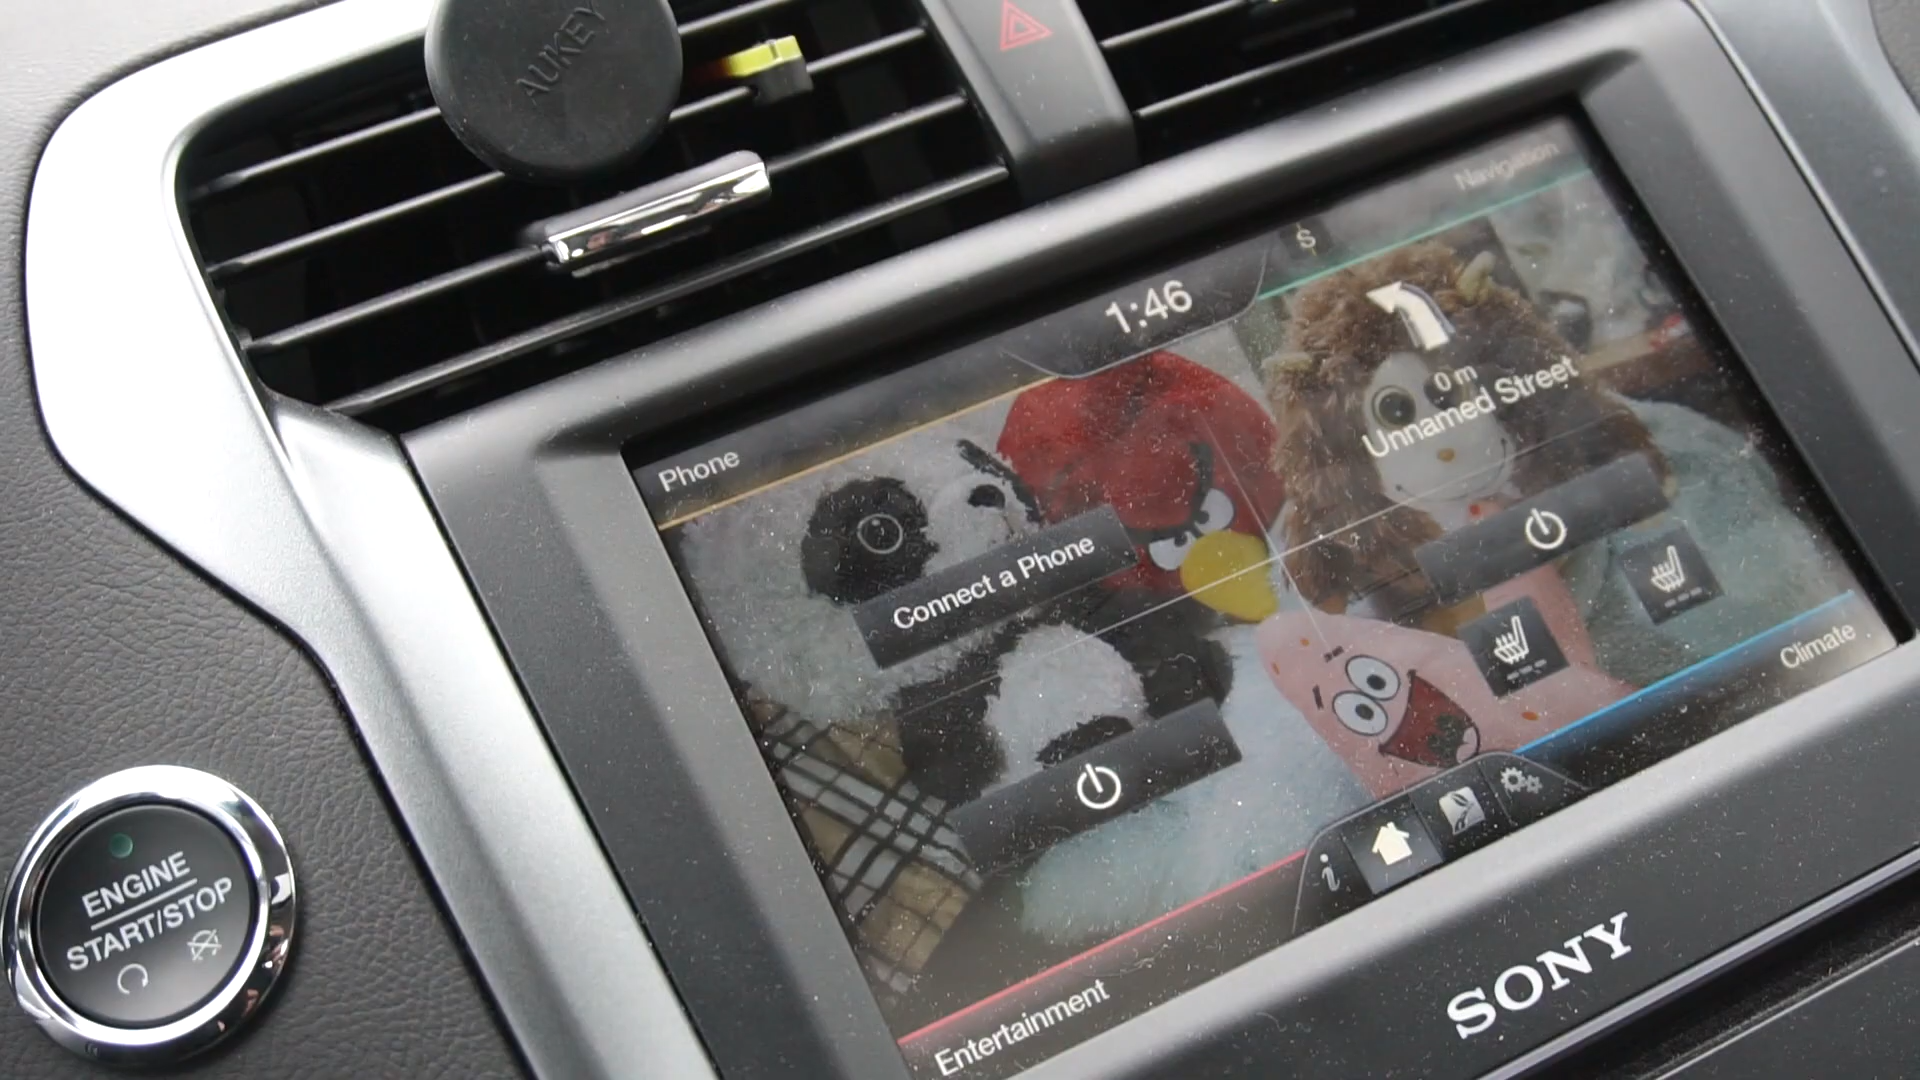 AUKEY
Navigation
S
1:46
0 m
Unnamed Street
Phone
Connect a Phone
Climate
i
Entertainment
ENGINE
START/STOP
SONY